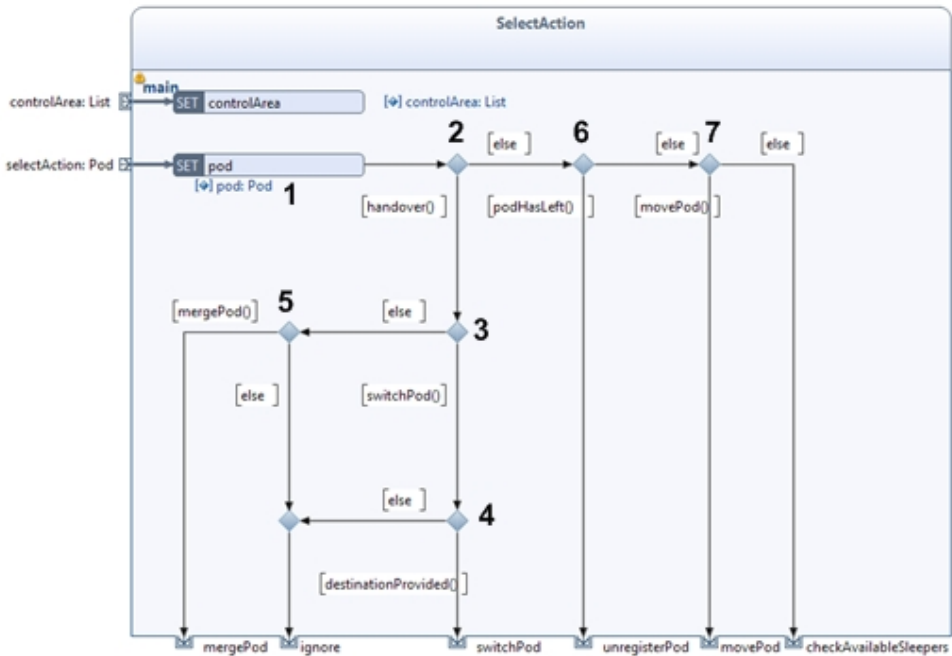 SelectAction
main
controlArea: List SET controlArea [�] controlArea: List
2 [else ] 6 [else ] 7 [else ]
selectAction: Pod SET pod
[�] pod: Pod 1
[handover()] [podHasLeft()] [movePod()]
[mergePod()] 5 [else ] 3
[else ] [switchPod()]
[else ] 4
[destinationProvided()]
mergePod ignore switchPod unregisterPod movePod checkAvailableSleepers